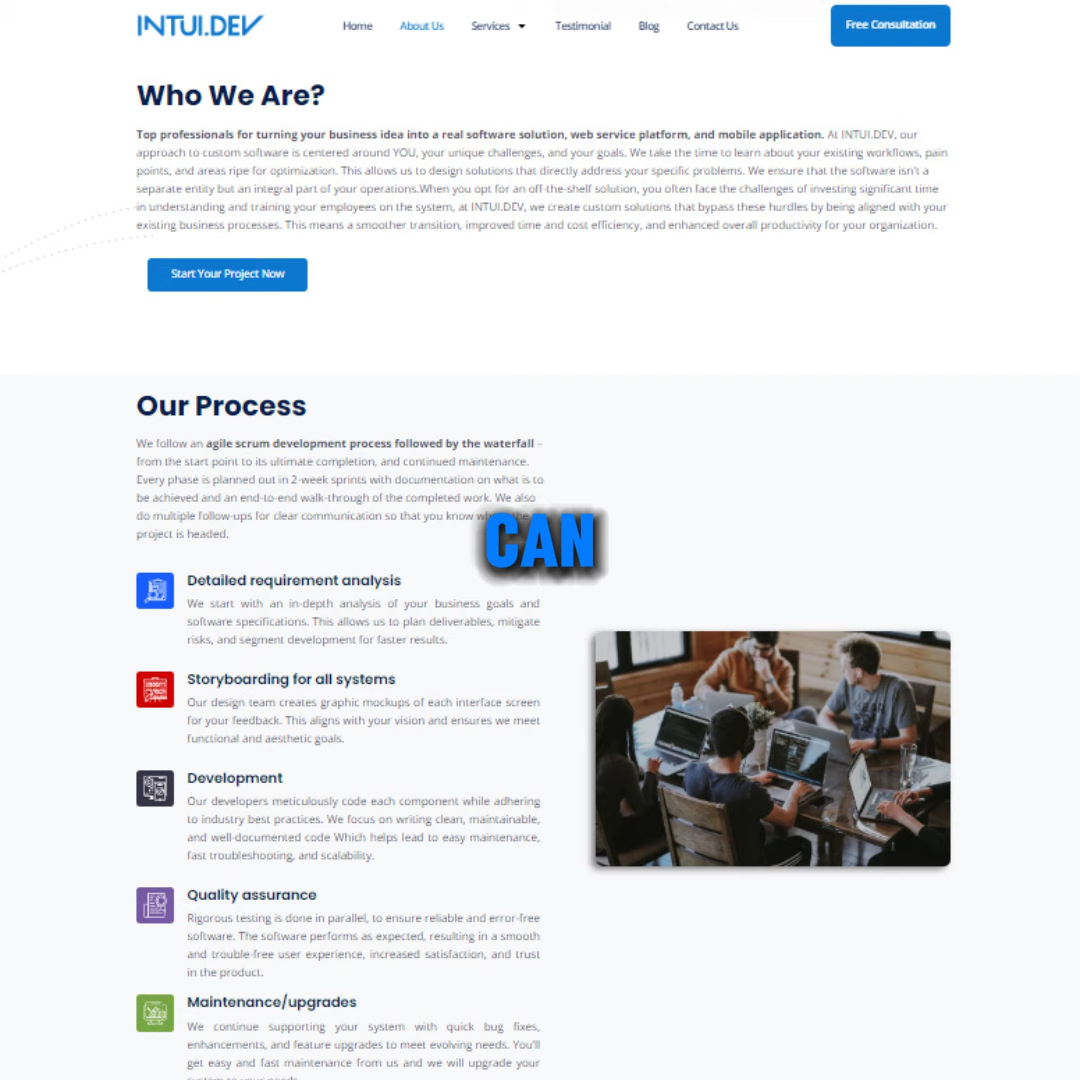 INTUI.DEV
Home About Us Services Testimonial Blog Contact Us
Free Consultation
Who We Are?
Top professionals for turning your business idea into a real software solution, web service platform, and mobile application. At INTUI.DEV, our
approach to custom software is centered around YOU, your unique challenges, and your goals. We take the time to learn about your existing workflows, pain
points, and areas ripe for optimization. This allows us to design solutions that directly address your specific problems. We ensure that the software isn't a
separate entity but an integral part of your operations.When you opt for an off-the-shelf solution, you often face the challenges of investing significant time
in understanding and training your employees on the system, at INTUI.DEV, we create custom solutions that bypass these hurdles by being aligned with your
existing business processes. This means a smoother transition, improved time and cost efficiency, and enhanced overall productivity for your organization.
Start Your Project Now
Our Process
We follow an agile scrum development process followed by the waterfall –
from the start point to its ultimate completion, and continued maintenance.
Every phase is planned out in 2-week sprints with documentation on what is to
be achieved and an end-to-end walk-through of the completed work. We also
do multiple follow-ups for clear communication so that you know the
project is headed.
CAN
Detailed requirement analysis
We start with an in-depth analysis of your business goals and
software specifications. This allows us to plan deliverables, mitigate
risks, and segment development for faster results.
Storyboarding for all systems
Our design team creates graphic mockups of each interface screen
for your feedback. This aligns with your vision and ensures we meet
functional and aesthetic goals.
Development
Our developers meticulously code each component while adhering
to industry best practices. We focus on writing clean, maintainable,
and well-documented code Which helps lead to easy maintenance,
fast troubleshooting, and scalability.
Quality assurance
Rigorous testing is done in parallel, to ensure reliable and error-free
software. The software performs as expected, resulting in a smooth
and trouble-free user experience, increased satisfaction, and trust
in the product.
Maintenance/upgrades
We continue supporting your system with quick bug fixes,
enhancements, and feature upgrades to meet evolving needs. You'll
get easy and fast maintenance from us and we will upgrade your